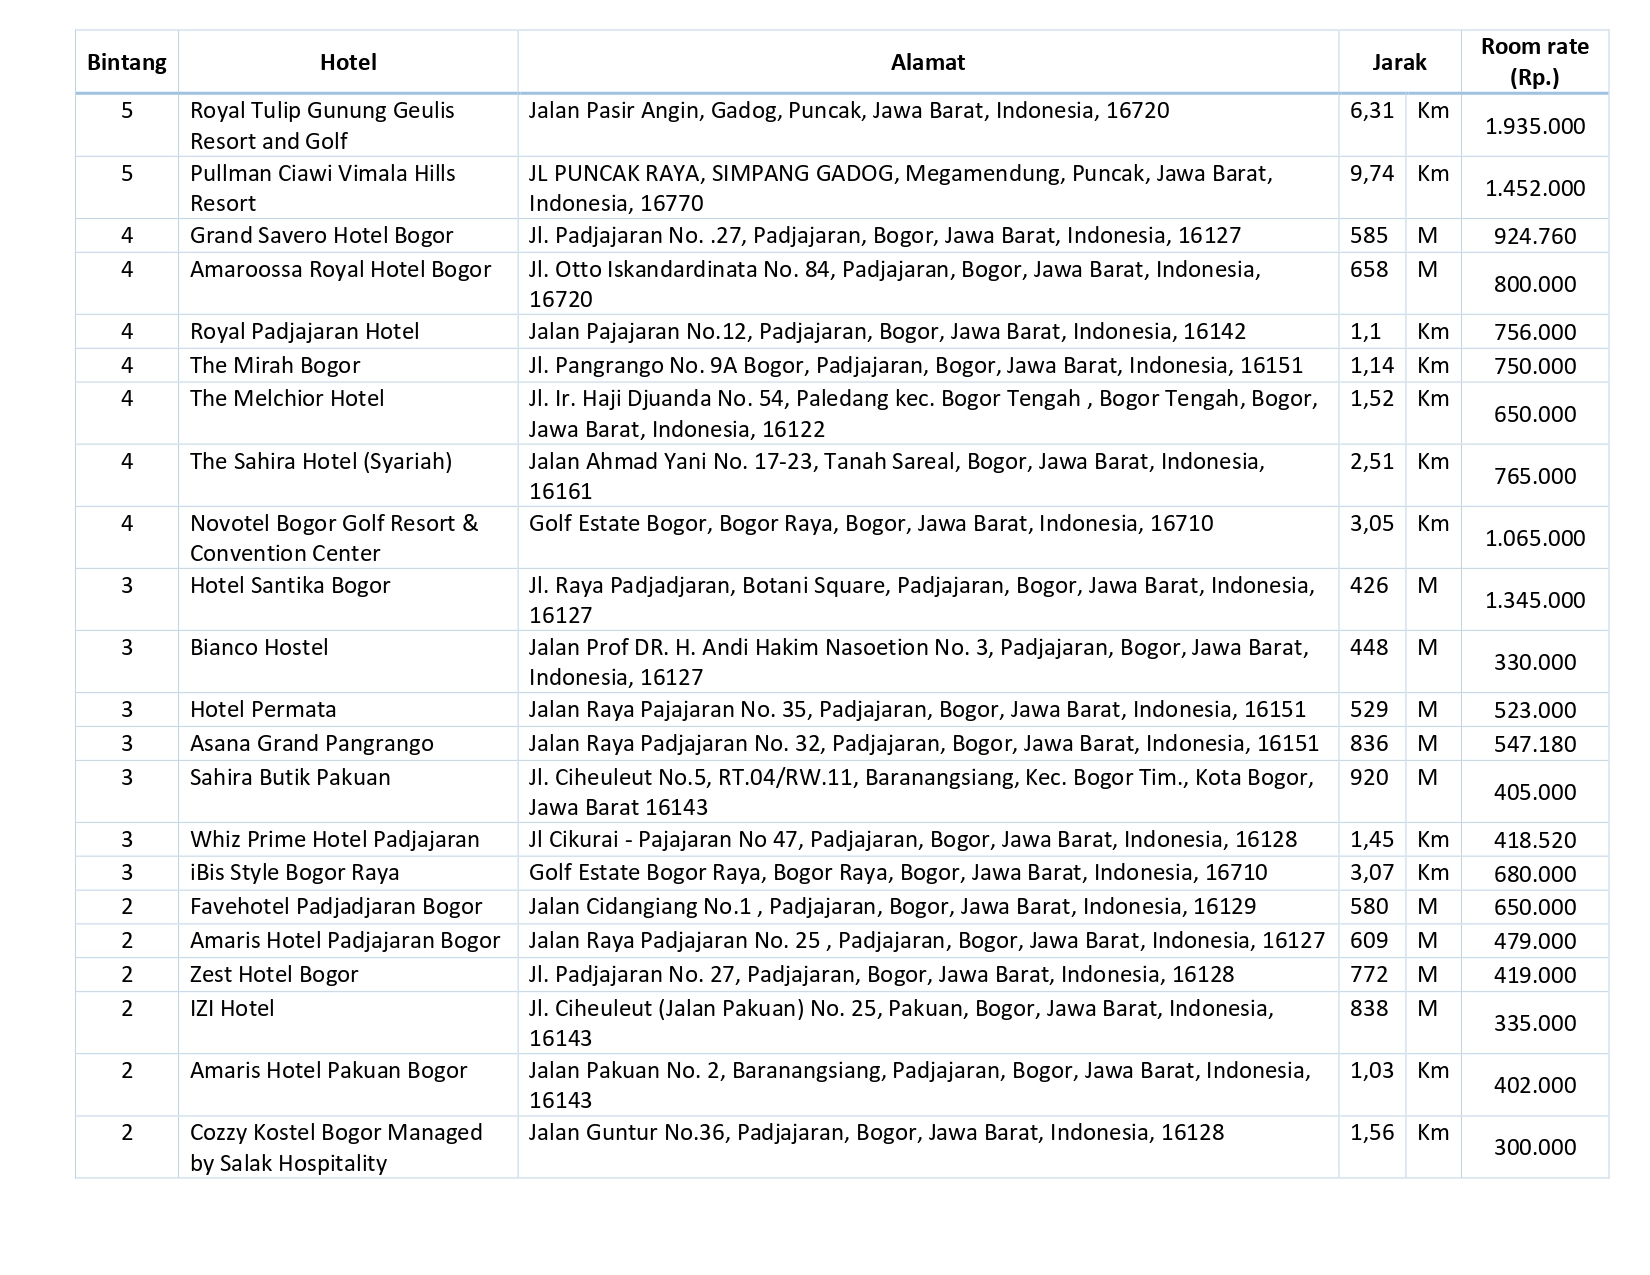 Bintang Hotel Alamat Jarak Room rate
(Rp.)
5 Royal Tulip Gunung Geulis Jalan Pasir Angin, Gadog, Puncak, Jawa Barat, Indonesia, 16720 6,31 Km 1.935.000
Resort and Golf
5 Pullman Ciawi Vimala Hills JL PUNCAK RAYA, SIMPANG GADOG, Megamendung, Puncak, Jawa Barat, 9,74 Km 1.452.000
Resort Indonesia, 16770
4 Grand Savero Hotel Bogor Jl. Padjajaran No. .27, Padjajaran, Bogor, Jawa Barat, Indonesia, 16127 585 M 924.760
4 Amaroossa Royal Hotel Bogor Jl. Otto Iskandardinata No. 84, Padjajaran, Bogor, Jawa Barat, Indonesia, 658 M 800.000
16720
4 Royal Padjajaran Hotel Jalan Pajajaran No.12, Padjajaran, Bogor, Jawa Barat, Indonesia, 16142 1,1 Km 756.000
4 The Mirah Bogor Jl. Pangrango No. 9A Bogor, Padjajaran, Bogor, Jawa Barat, Indonesia, 16151 1,14 Km 750.000
4 The Melchior Hotel Jl. Ir. Haji Djuanda No. 54, Paledang kec. Bogor Tengah , Bogor Tengah, Bogor, 1,52 Km 650.000
Jawa Barat, Indonesia, 16122
4 The Sahira Hotel (Syariah) Jalan Ahmad Yani No. 17-23, Tanah Sareal, Bogor, Jawa Barat, Indonesia, 2,51 Km 765.000
16161
4 Novotel Bogor Golf Resort & Golf Estate Bogor, Bogor Raya, Bogor, Jawa Barat, Indonesia, 16710 3,05 Km 1.065.000
Convention Center
3 Hotel Santika Bogor Jl. Raya Padjadjaran, Botani Square, Padjajaran, Bogor, Jawa Barat, Indonesia, 426 M 1.345.000
16127
3 Bianco Hostel Jalan Prof DR. H. Andi Hakim Nasoetion No. 3, Padjajaran, Bogor, Jawa Barat, 448 M 330.000
Indonesia, 16127
3 Hotel Permata Jalan Raya Pajajaran No. 35, Padjajaran, Bogor, Jawa Barat, Indonesia, 16151 529 M 523.000
3 Asana Grand Pangrango Jalan Raya Padjajaran No. 32, Padjajaran, Bogor, Jawa Barat, Indonesia, 16151 836 M 547.180
3 Sahira Butik Pakuan Jl. Ciheuleut No.5, RT.04/RW.11, Baranangsiang, Kec. Bogor Tim., Kota Bogor, 920 M 405.000
Jawa Barat 16143
3 Whiz Prime Hotel Padjajaran Jl Cikurai - Pajajaran No 47, Padjajaran, Bogor, Jawa Barat, Indonesia, 16128 1,45 Km 418.520
3 iBis Style Bogor Raya Golf Estate Bogor Raya, Bogor Raya, Bogor, Jawa Barat, Indonesia, 16710 3,07 Km 680.000
2 Favehotel Padjadjaran Bogor Jalan Cidangiang No.1 , Padjajaran, Bogor, Jawa Barat, Indonesia, 16129 580 M 650.000
2 Amaris Hotel Padjajaran Bogor Jalan Raya Padjajaran No. 25 , Padjajaran, Bogor, Jawa Barat, Indonesia, 16127 609 M 479.000
2 Zest Hotel Bogor Jl. Padjajaran No. 27, Padjajaran, Bogor, Jawa Barat, Indonesia, 16128 772 M 419.000
2 IZI Hotel Jl. Ciheuleut (Jalan Pakuan) No. 25, Pakuan, Bogor, Jawa Barat, Indonesia, 838 M 335.000
16143
2 Amaris Hotel Pakuan Bogor Jalan Pakuan No. 2, Baranangsiang, Padjajaran, Bogor, Jawa Barat, Indonesia, 1,03 Km 402.000
16143
2 Cozzy Kostel Bogor Managed Jalan Guntur No.36, Padjajaran, Bogor, Jawa Barat, Indonesia, 16128 1,56 Km 300.000
by Salak Hospitality